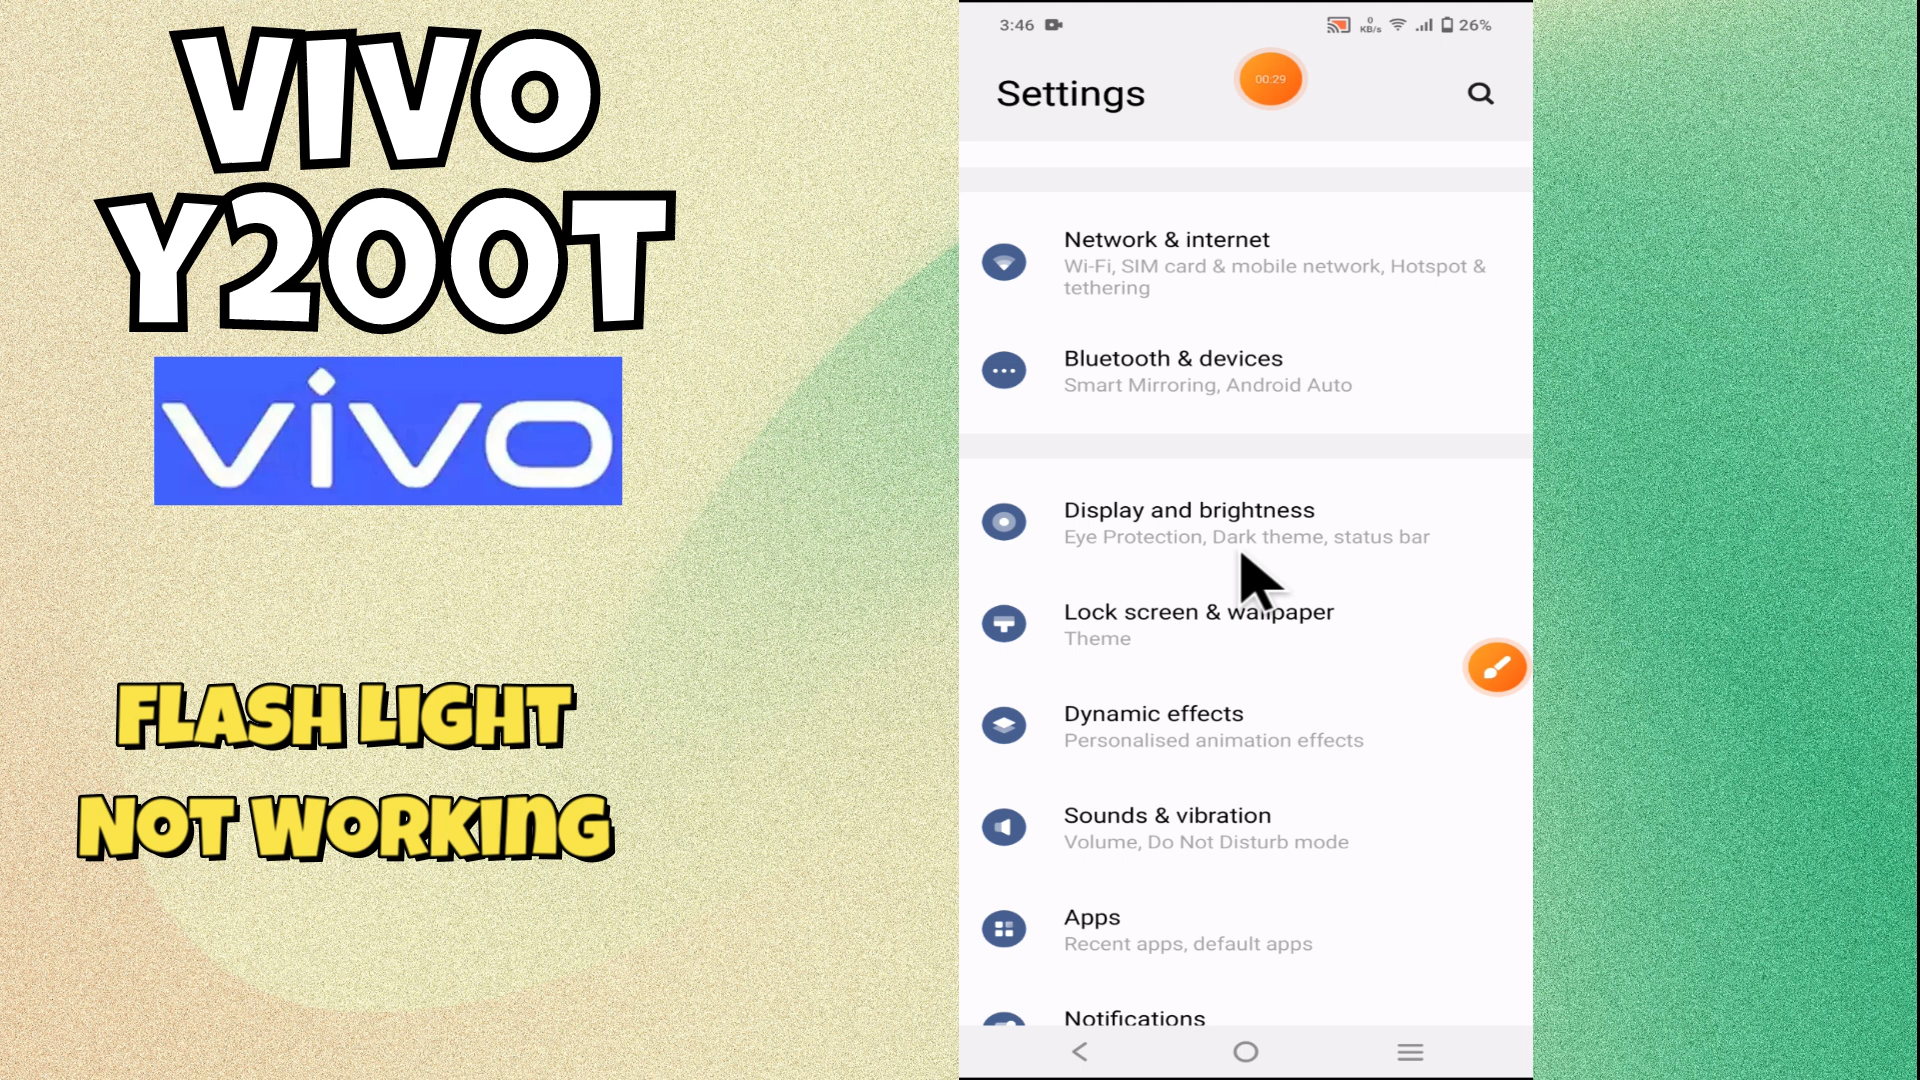 VIVO
Y200T
vivo
FLASH LIGHT
NOT WORKING
3:46
0
KB/s
26%
Settings
00:29
Network & internet
Wi-Fi, SIM card & mobile network, Hotspot &
tethering
Bluetooth & devices
Smart Mirroring, Android Auto
Display and brightness
Eye Protection, Dark theme, status bar
Lock screen & wallpaper
Theme
Dynamic effects
Personalised animation effects
Sounds & vibration
Volume, Do Not Disturb mode
Apps
Recent apps, default apps
Notifications